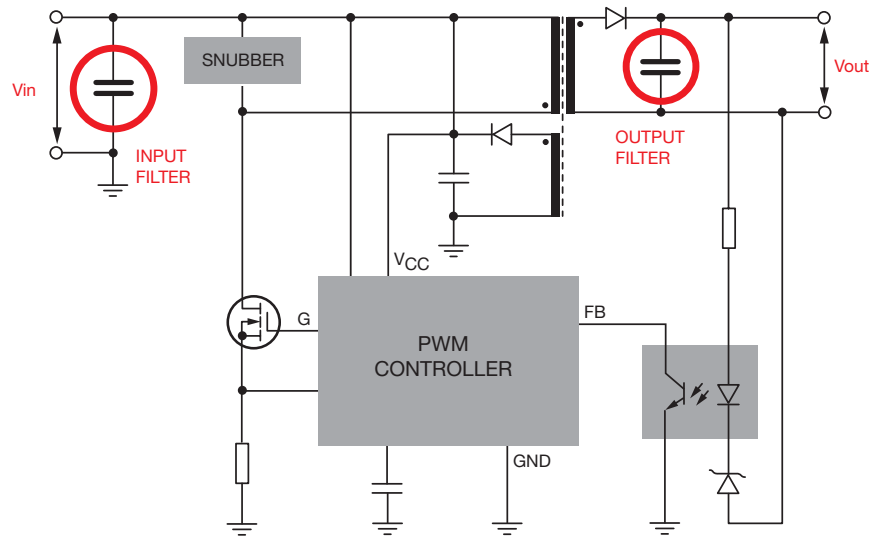 SNUBBER
Vin
Vout
INPUT
FILTER
OUTPUT
FILTER
VCC
G
FB
PWM
CONTROLLER
GND